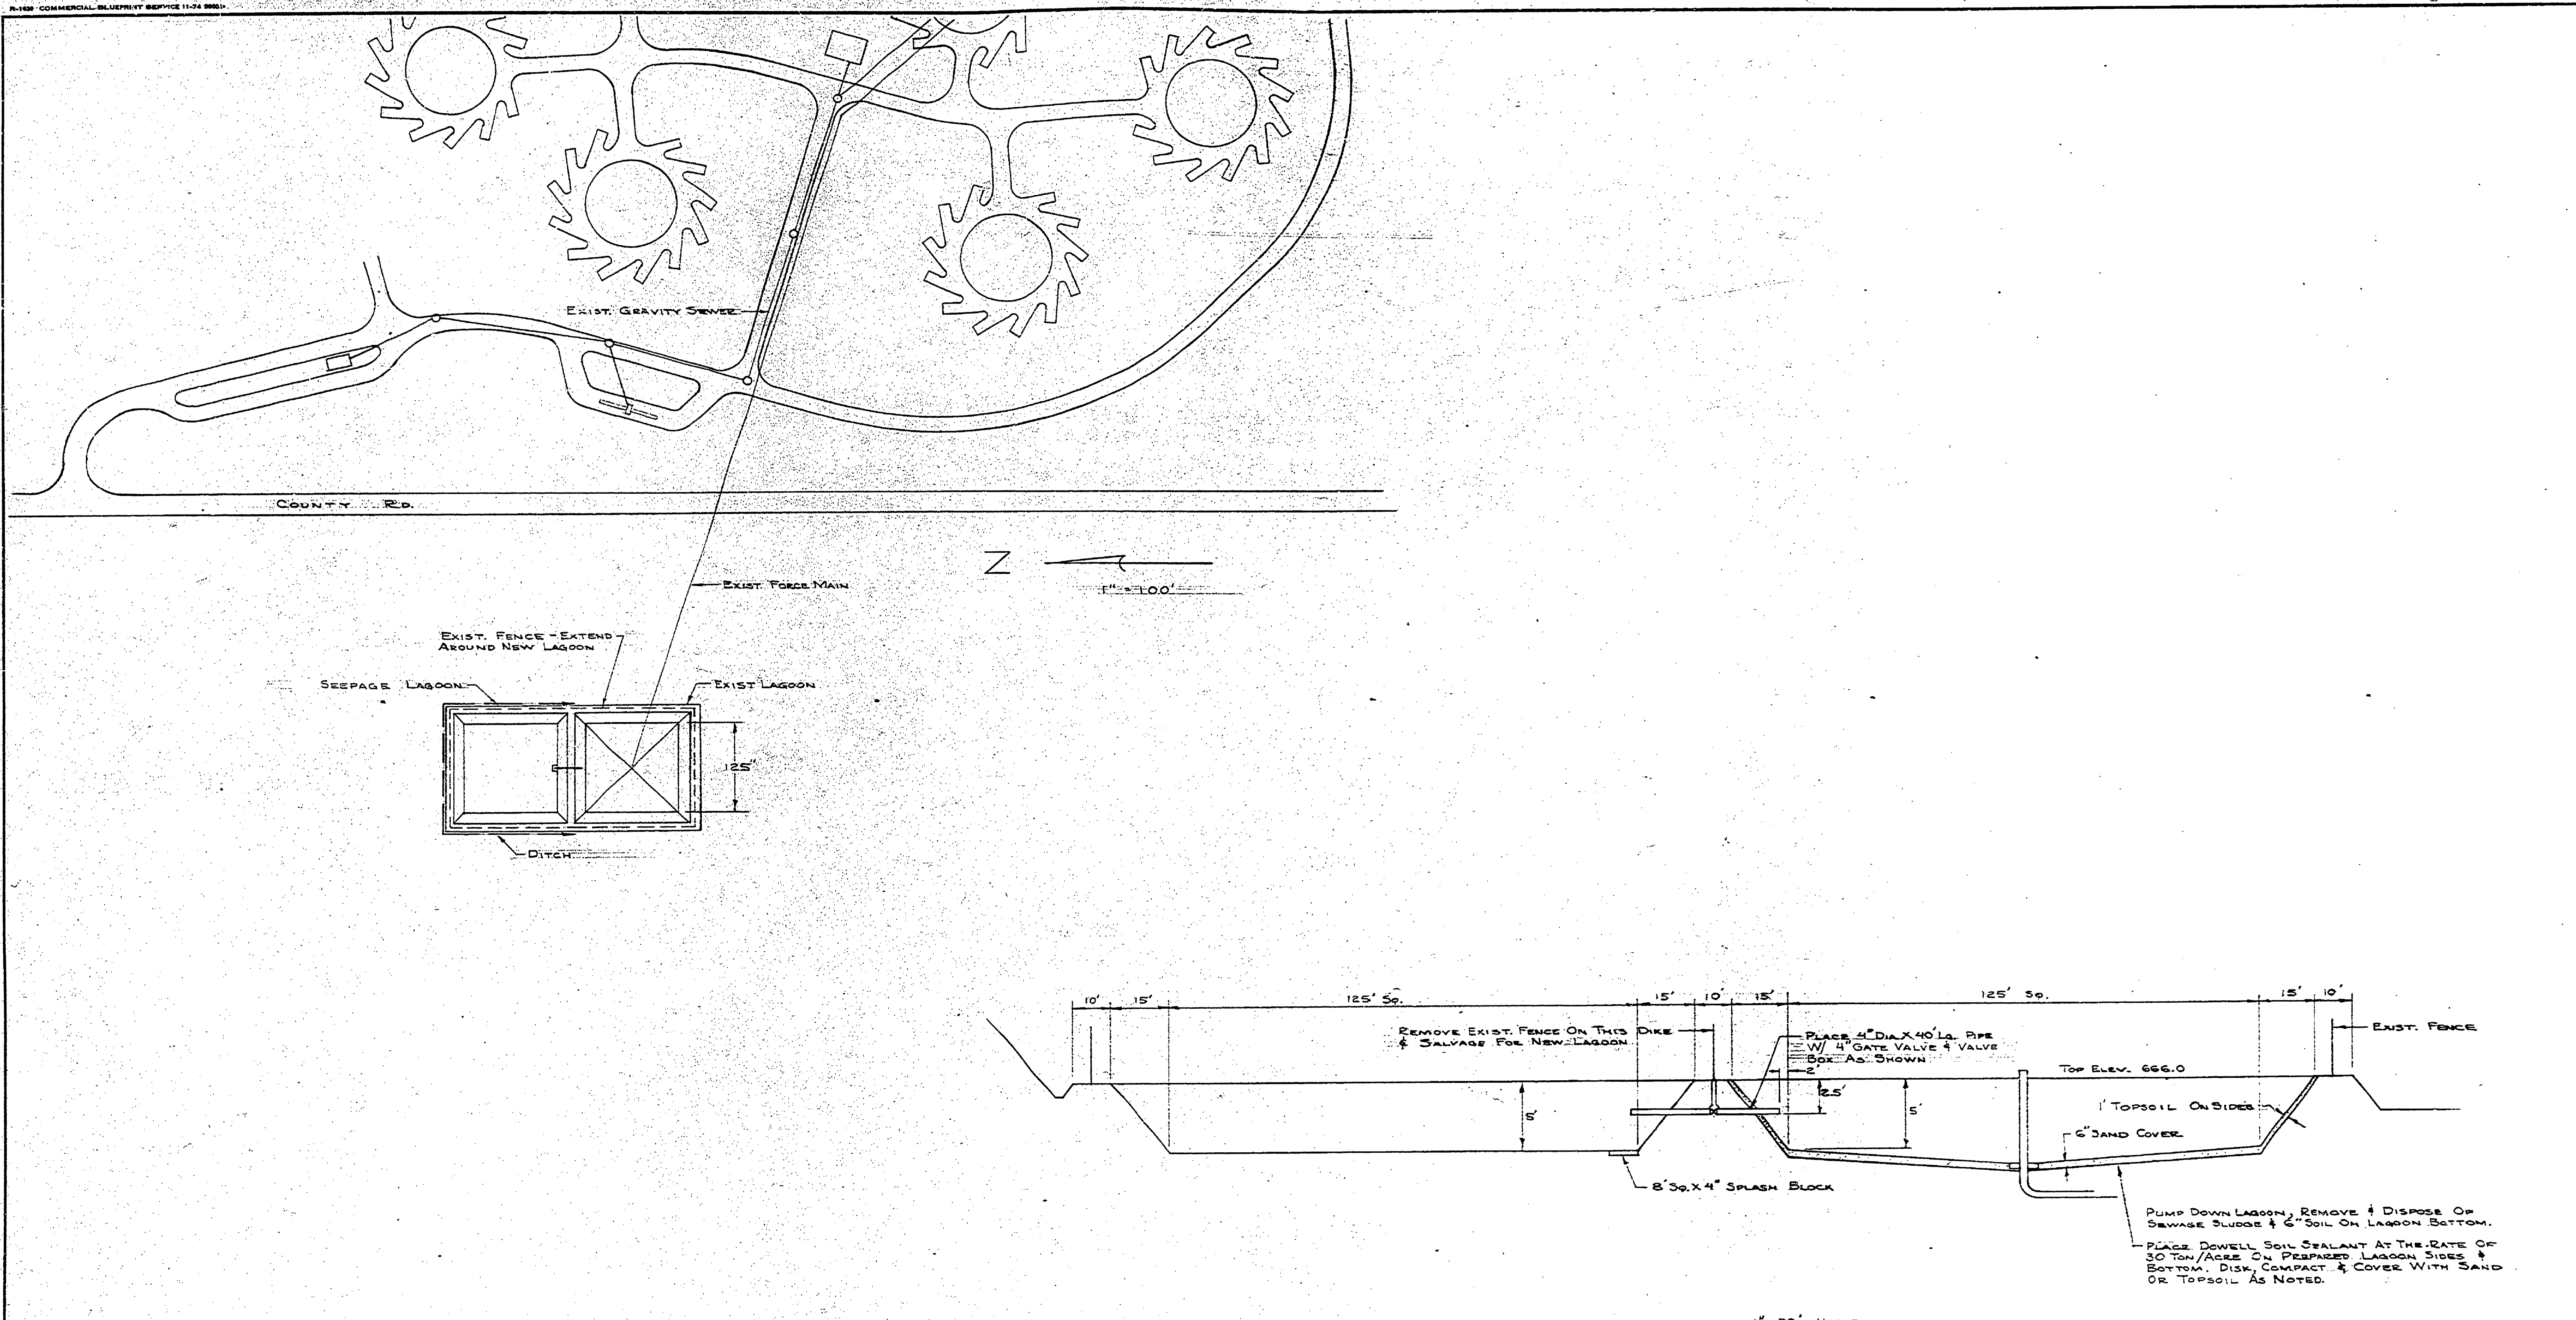 COMMERCIAL BLUEPRINT SERVICE 11-74
EXIST. GRAVITY SEWER
COUNTY RD.
N
1" = 100'
EXIST FORCE MAIN
EXIST. FENCE - EXTEND
AROUND NEW LAGOON
SEEPAGE LAGOON
EXIST LAGOON
125"
DITCH
10' 15' 125' SQ. 15' 10' 15' 125' SQ. 15' 10'
REMOVE EXIST. FENCE ON THIS DIKE
& SALVAGE FOR NEW LAGOON
PLACE 4" DIA X 40' LG. PIPE
W/ 4" GATE VALVE & VALVE
BOX AS SHOWN
2'
EXIST. FENCE
TOP ELEV. 666.0
2.5'
5'
5'
1' TOPSOIL ON SIDES
6" SAND COVER
8' SQ. X 4" SPLASH BLOCK
PUMP DOWN LAGOON, REMOVE & DISPOSE OF
SEWAGE SLUDGE & 6" SOIL ON LAGOON BOTTOM.
PLACE DOWELL SOIL SEALANT AT THE RATE OF
30 TON/ACRE ON PREPARED LAGOON SIDES &
BOTTOM. DISK, COMPACT & COVER WITH SAND
OR TOPSOIL AS NOTED.